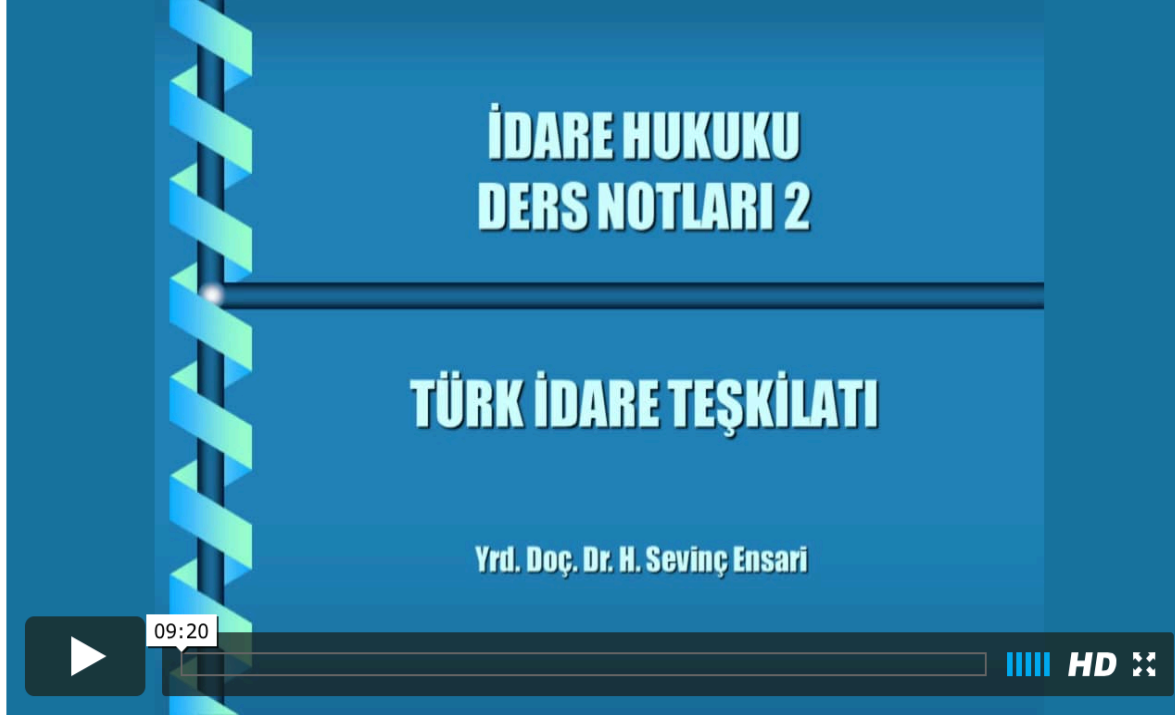 İDARE HUKUKU
DERS NOTLARI 2
TÜRK İDARE TEŞKİLATI
Yrd. Doç. Dr. H. Sevinç Ensari
09:20
HD